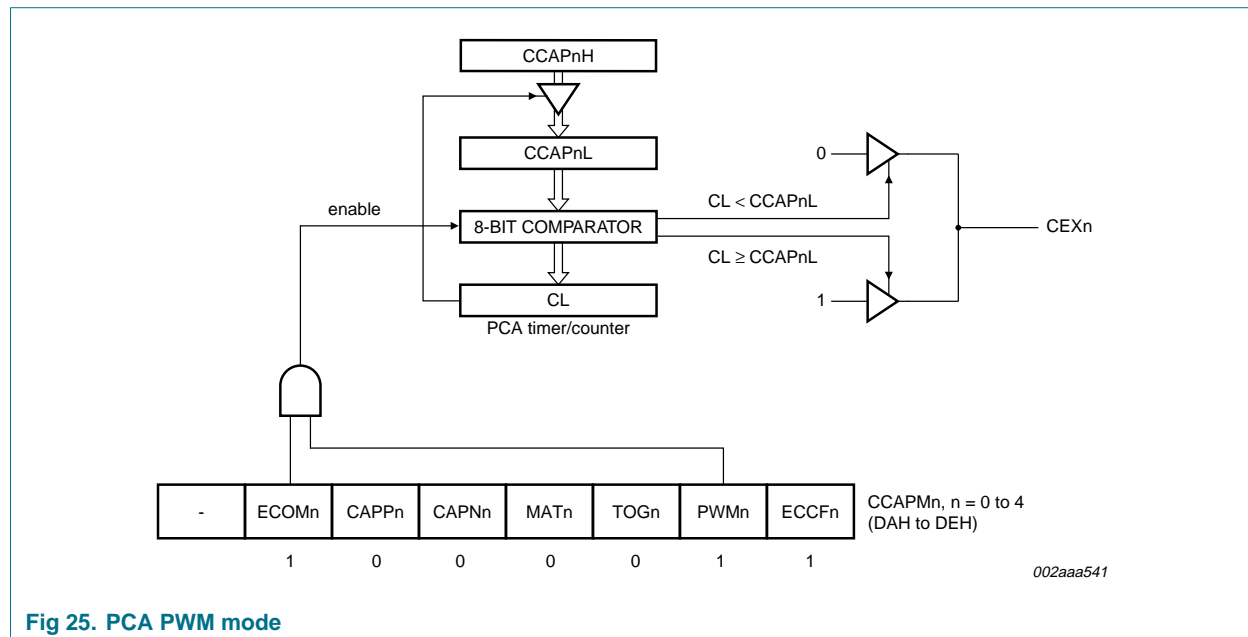 CCAPnH
CCAPnL
0
CL < CCAPnL
enable
8-BIT COMPARATOR
CEXn
CL ≥ CCAPnL
CL
1
PCA timer/counter
- ECOMn CAPPn CAPNn MATn TOGn PWMn ECCFn
CCAPMn, n = 0 to 4
(DAH to DEH)
1 0 0 0 0 1 1
002aaa541
Fig 25. PCA PWM mode